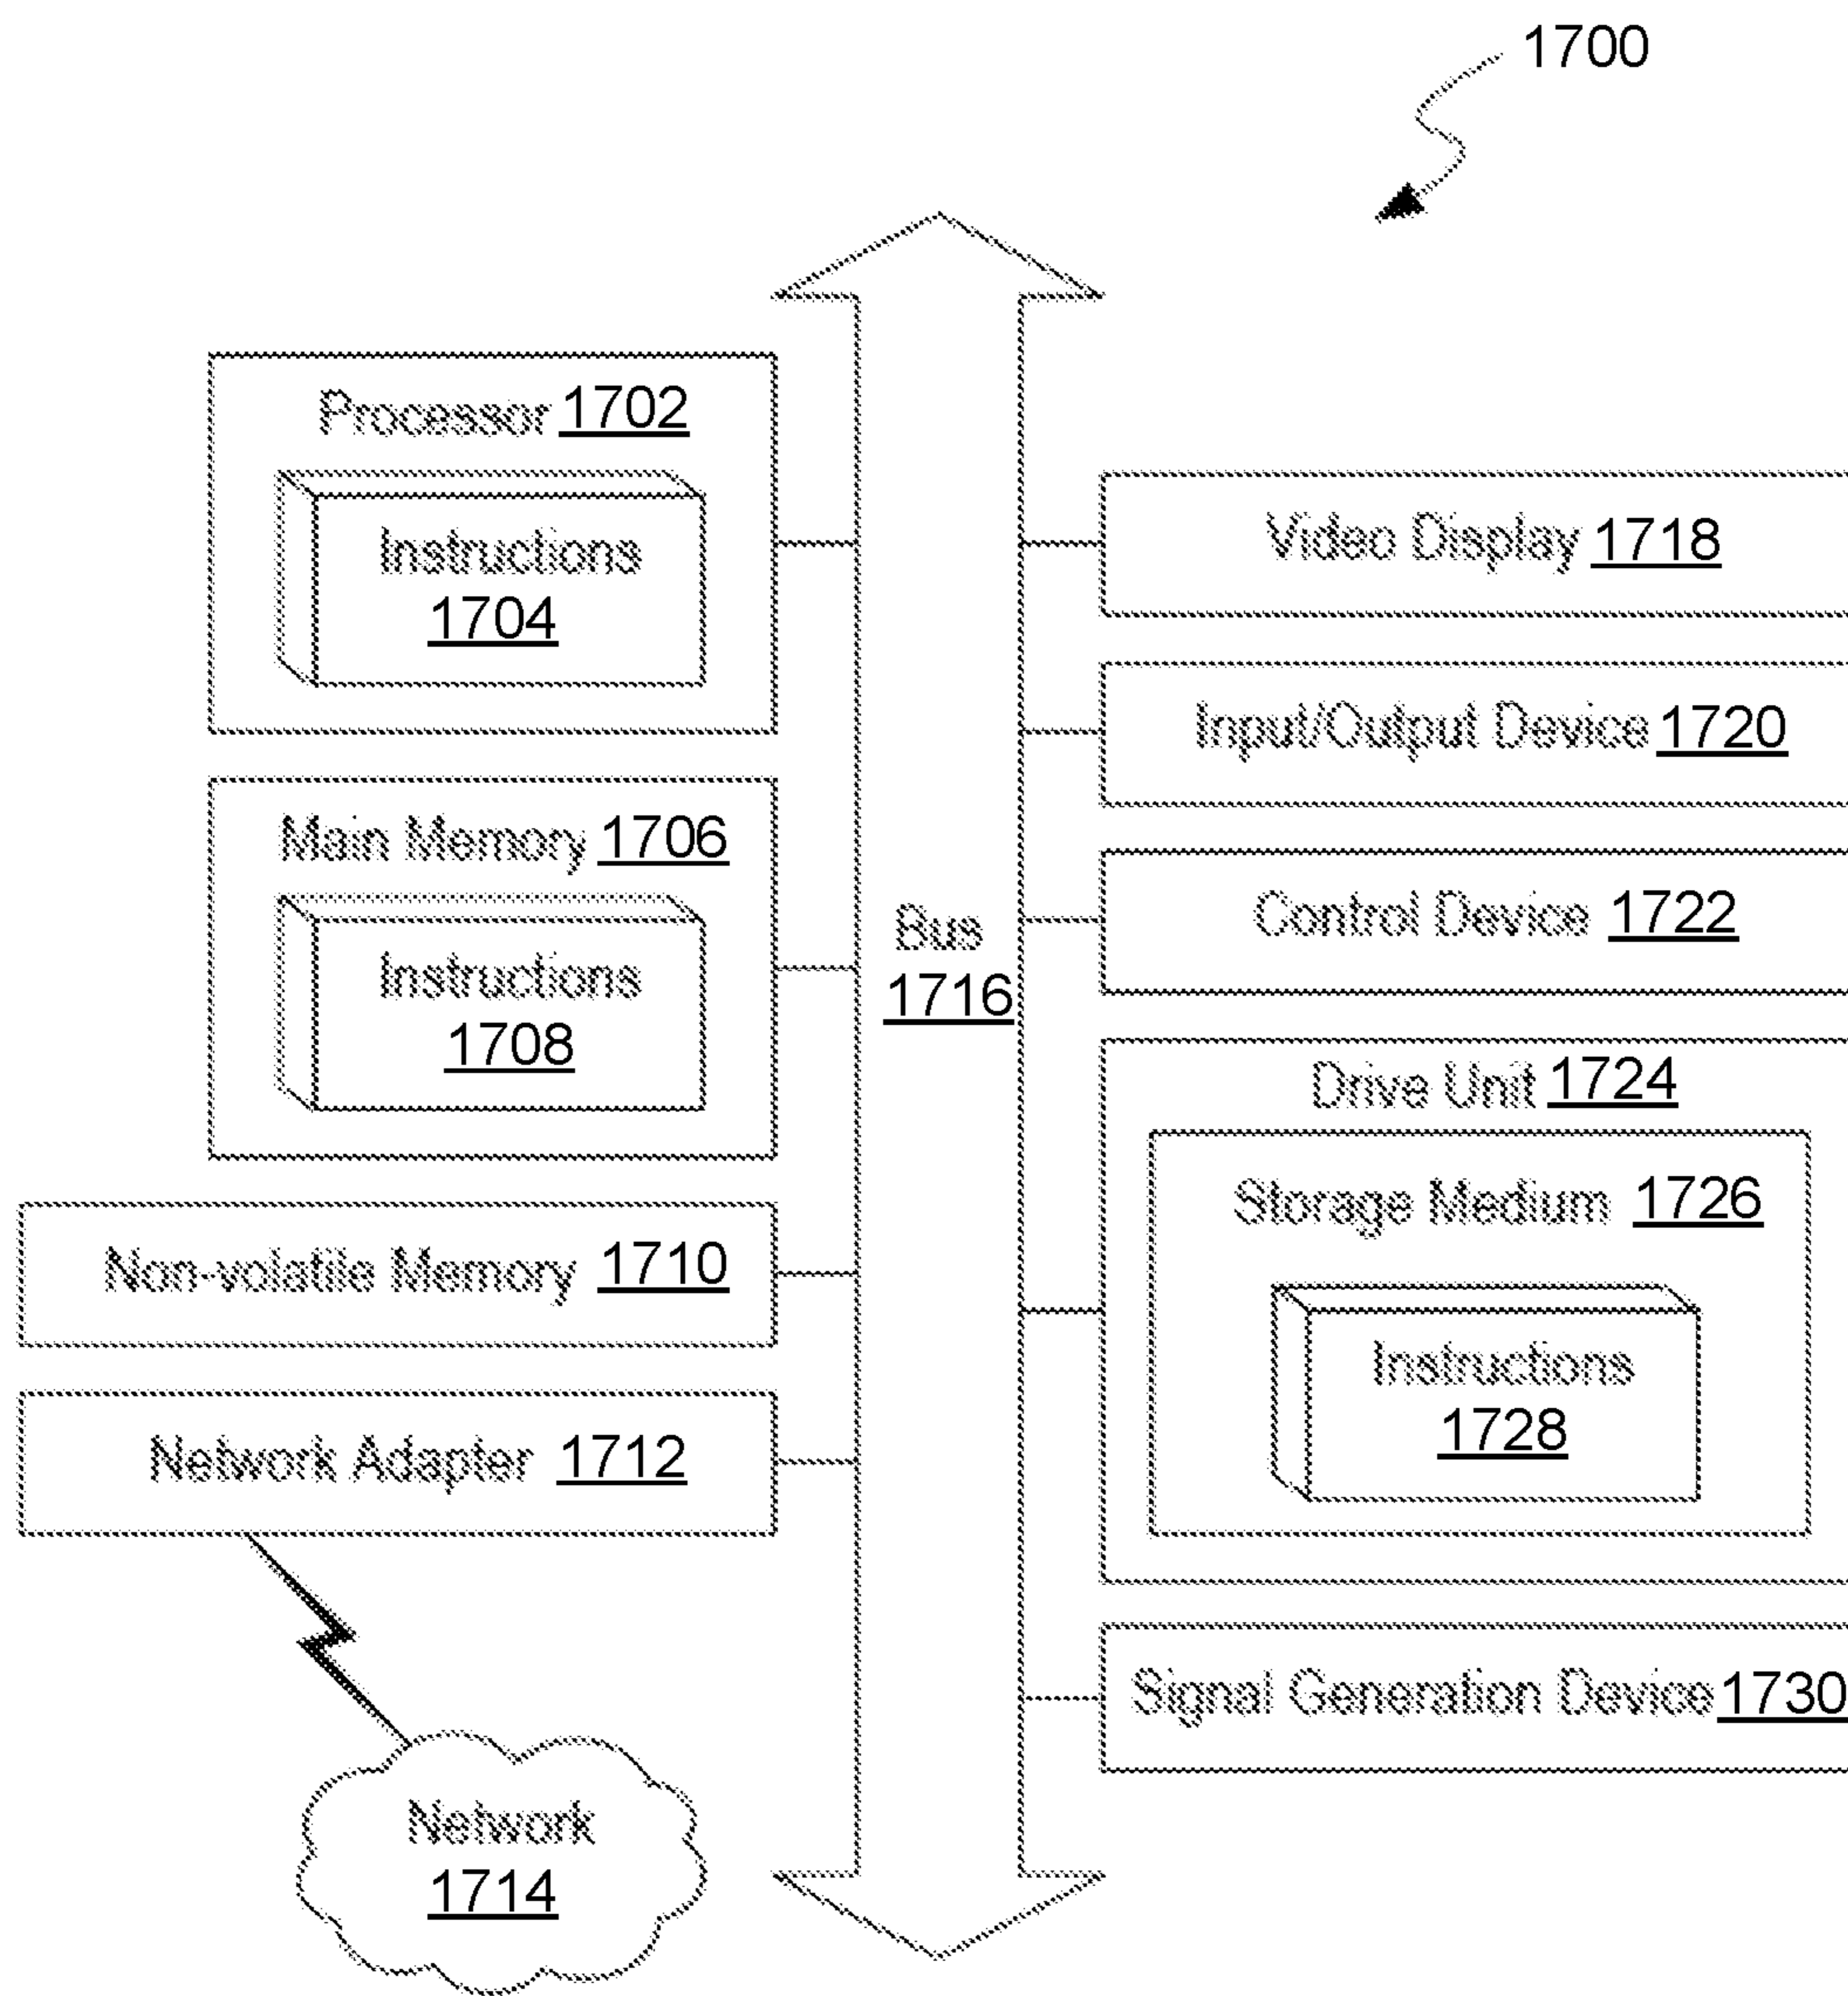 1700
Processor 1702
Instructions
1704
Main Memory 1706
Instructions
1708
Non-volatile Memory 1710
Network Adapter 1712
Network
1714
Bus
1716
Video Display 1718
Input/Output Device 1720
Control Device 1722
Drive Unit 1724
Storage Medium 1726
Instructions
1728
Signal Generation Device 1730